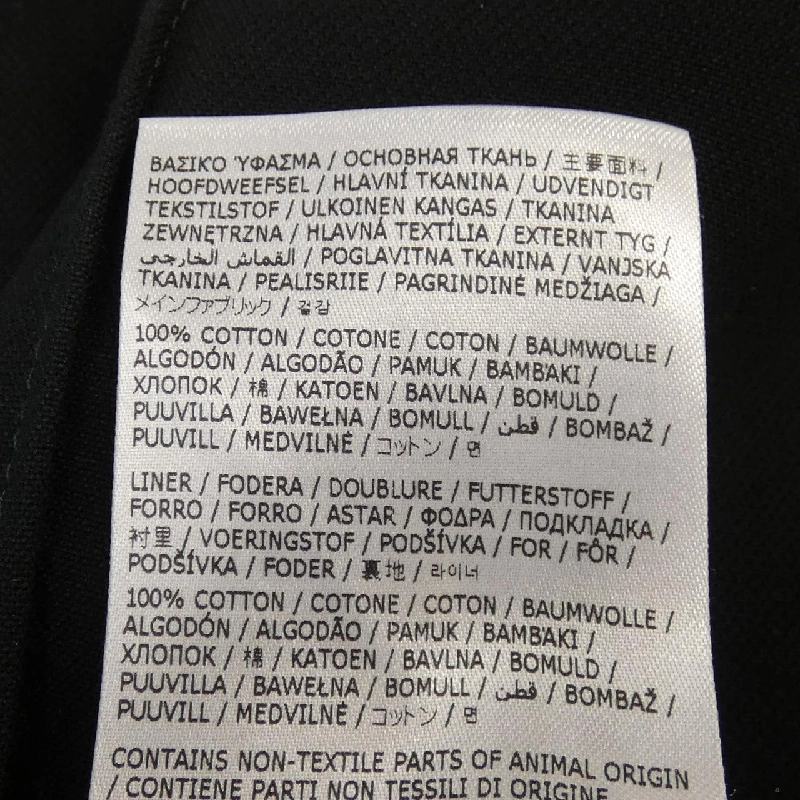 ΒΑΣΙΚΟ ΎΦΑΣΜΑ / ОСНОВНАЯ ТКАНЬ / 主要面料 /
HOOFDWEEFSEL / HLAVNÍ TKANINA / UDVENDIGT
TEKSTILSTOF / ULKOINEN KANGAS / TKANINA
ZEWNĘTRZNA / HLAVNÁ TEXTÍLIA / EXTERNT TYG /
القماش الخارجى / POGLAVITNA TKANINA / VANJSKA
TKANINA / PEALISRIIE / PAGRINDINĖ MEDŽIAGA /
メインファブリック / 겉감
100% COTTON / COTONE / COTON / BAUMWOLLE /
ALGODÓN / ALGODÃO / PAMUK / ΒΑΜΒΆΚΙ /
ХЛОПОК / 棉 / KATOEN / BAVLNA / BOMULD /
PUUVILLA / BAWEŁNA / BOMULL / قطن / BOMBAŽ /
PUUVILL / MEDVILNĖ / コットン / 면
LINER / FODERA / DOUBLURE / FUTTERSTOFF /
FORRO / FORRO / ASTAR / ΦΟΔΡΑ / ПОДКЛАДКА /
衬里 / VOERINGSTOF / PODŠÍVKA / FOR / FÔR /
PODŠÍVKA / FODER / 裏地 / 라이너
100% COTTON / COTONE / COTON / BAUMWOLLE /
ALGODÓN / ALGODÃO / PAMUK / ΒΑΜΒΆΚΙ /
ХЛОПОК / 棉 / KATOEN / BAVLNA / BOMULD /
PUUVILLA / BAWEŁNA / BOMULL / قطن / BOMBAŽ /
PUUVILL / MEDVILNĖ / コットン / 면
CONTAINS NON-TEXTILE PARTS OF ANIMAL ORIGIN
/ CONTIENE PARTI NON TESSILI DI ORIGINE